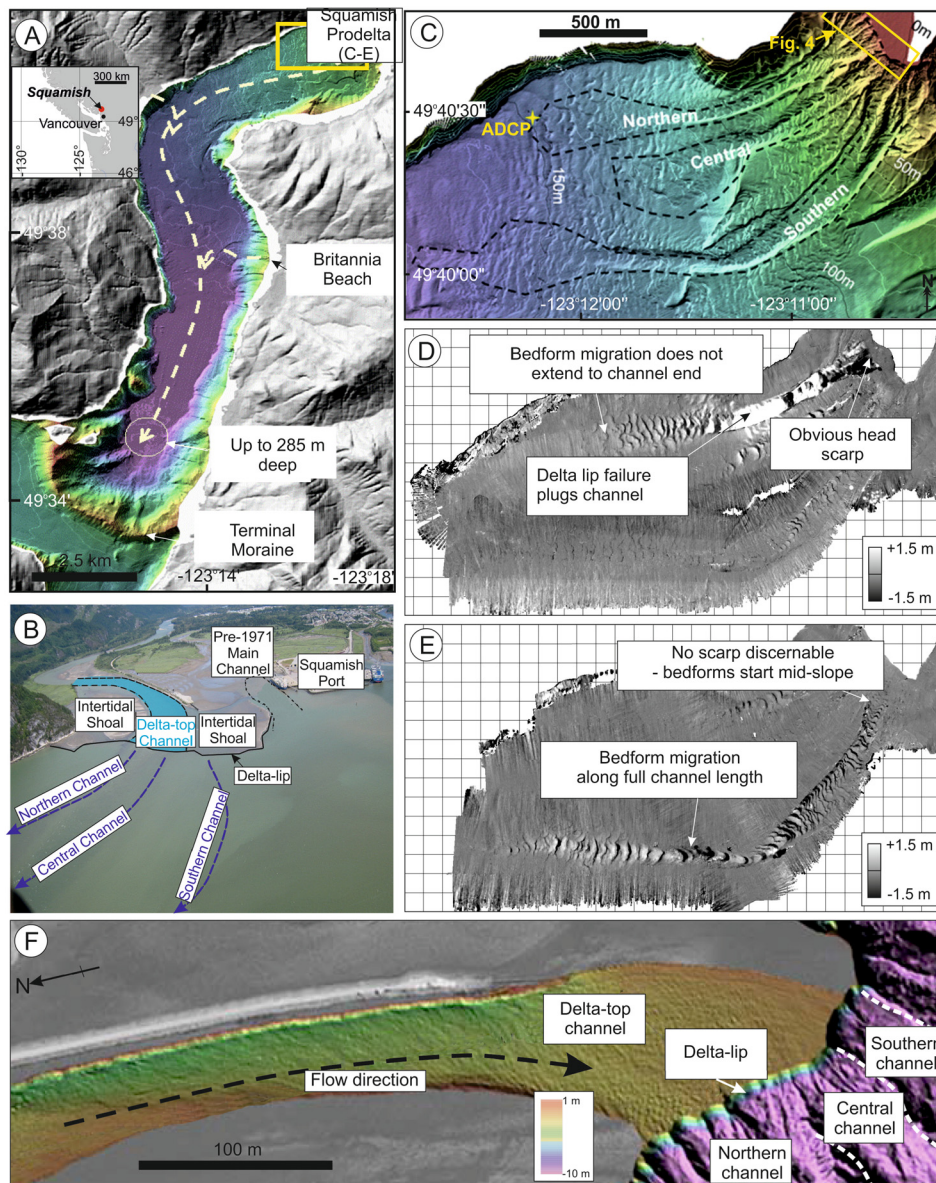 A
Squamish
Prodelta
(C-E)
300 km
Squamish
Vancouver
49°
46°
-130°
-125°
49°38'
Britannia
Beach
Up to 285 m
deep
49°34'
Terminal
Moraine
2.5 km
-123°14'
-123°18'
B
Pre-1971
Main
Channel
Squamish
Port
Intertidal
Shoal
Delta-top
Channel
Intertidal
Shoal
Delta-lip
Northern Channel
Central Channel
Southern Channel
C
500 m
Fig. 4
0m
49°40'30"
ADCP
Northern
Central
50m
150m
Southern
49°40'00"
100m
-123°12'00"
-123°11'00"
N
D
Bedform migration does not
extend to channel end
Obvious head
scarp
Delta lip failure
plugs channel
+1.5 m
-1.5 m
E
No scarp discernable
- bedforms start mid-slope
Bedform migration
along full channel length
+1.5 m
-1.5 m
F
N
Delta-top
channel
Delta-lip
Southern
channel
Flow direction
Central
channel
1 m
-10 m
Northern
channel
100 m